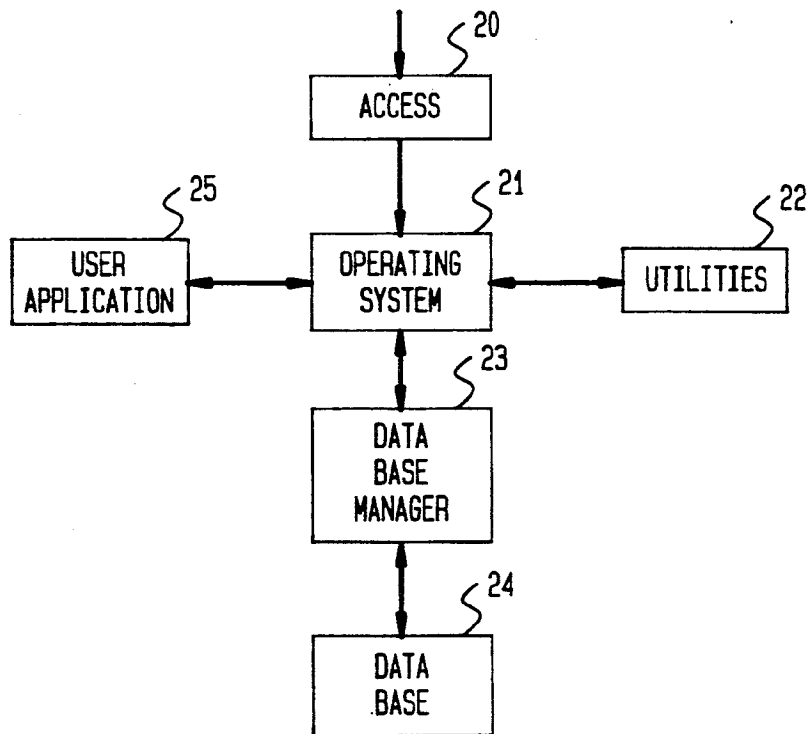 20
ACCESS
25
21
22
USER
APPLICATION
OPERATING
SYSTEM
UTILITIES
23
DATA
BASE
MANAGER
24
DATA
BASE